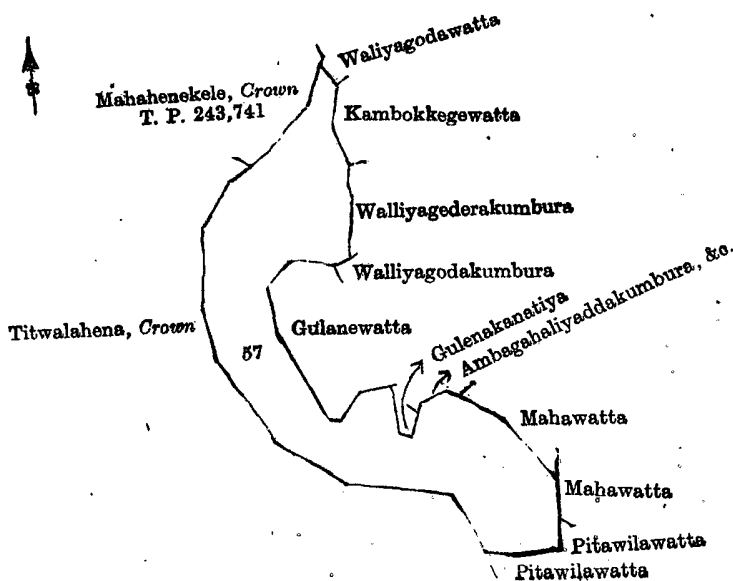 Waliyagodawatta
Mahahenekele, Crown
T. P. 243,741
Kambokkegewatta
Walliyagederakumbura
Walliyagodakumbura
Gulenakanatiya
Ambagahaliyaddakumbura, &c.
Titwalahena, Crown
Gulanewatta
57
Mahawatta
Mahawatta
Pitawilawatta
Pitawilawatta